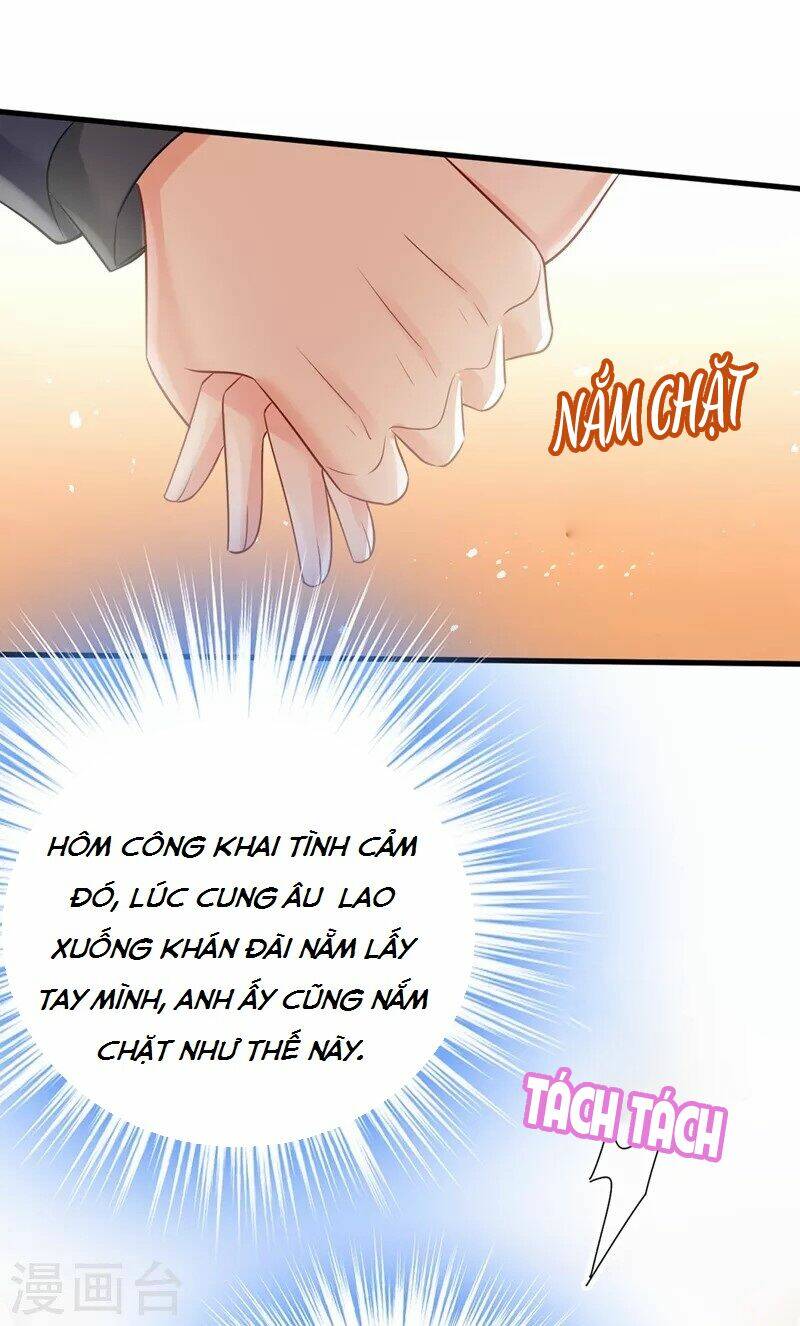 NẮM CHẶT
HÔM CÔNG KHAI TÌNH CẢM
ĐÓ, LÚC CUNG ÂU LAO
XUỐNG KHÁN ĐÀI NẰM LẤY
TAY MÌNH, ANH ẤY CŨNG NẮM
CHẶT NHƯ THẾ NÀY.
TÁCH TÁCH
漫画台